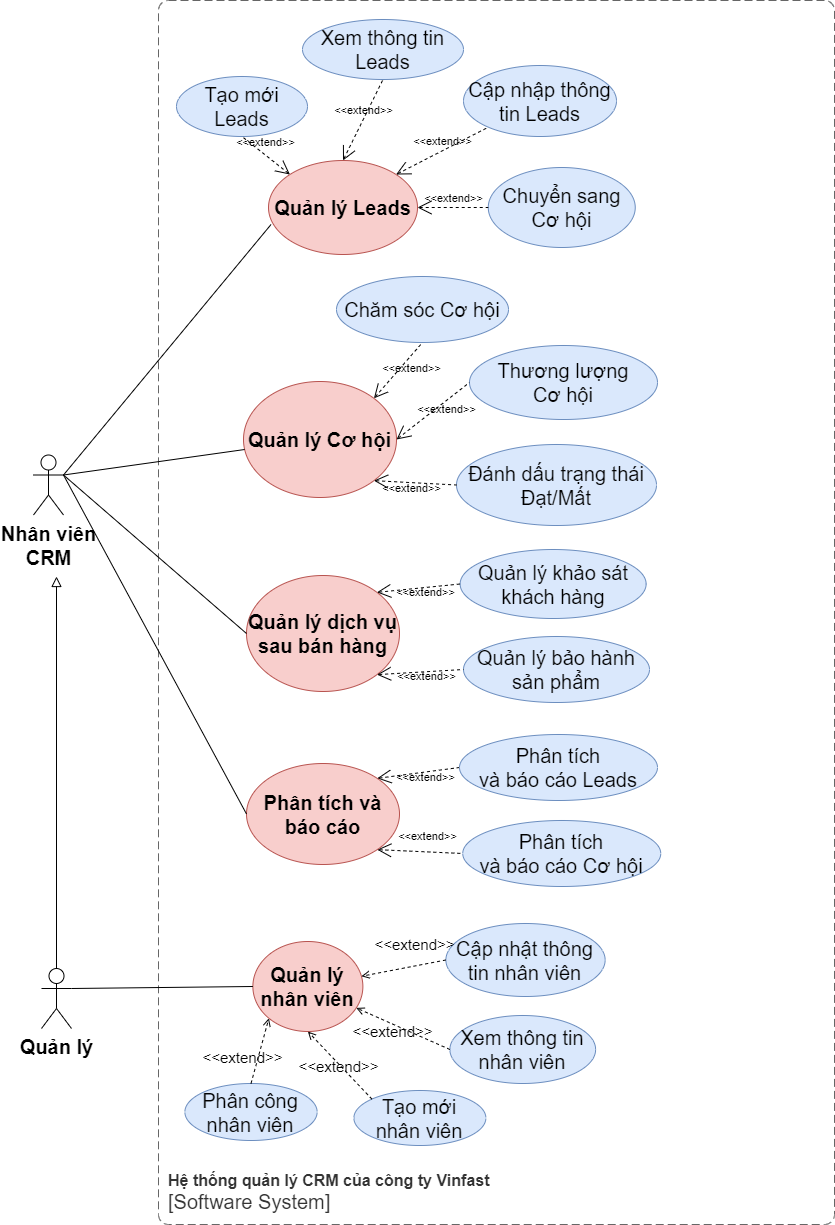 Xem thông tin
Leads
Tạo mới
Leads
Cập nhập thông
tin Leads
<<extend>>
<<extend>>
<<extend>>
Quản lý Leads
<<extend>>
Chuyển sang
Cơ hội
Chăm sóc Cơ hội
<<extend>>
Thương lượng
Cơ hội
<<extend>>
Quản lý Cơ hội
Đánh dấu trạng thái
Đạt/Mất
<<extend>>
Nhân viên
CRM
Quản lý khảo sát
khách hàng
<<extend>>
Quản lý dịch vụ
sau bán hàng
Quản lý bảo hành
sản phẩm
<<extend>>
Phân tích
và báo cáo Leads
<<extend>>
Phân tích và
báo cáo
<<extend>>
Phân tích
và báo cáo Cơ hội
<<extend>>
Cập nhật thông
tin nhân viên
Quản lý
nhân viên
<<extend>>
Xem thông tin
nhân viên
Quản lý
<<extend>>
<<extend>>
Phân công
nhân viên
Tạo mới
nhân viên
Hệ thống quản lý CRM của công ty Vinfast
[Software System]